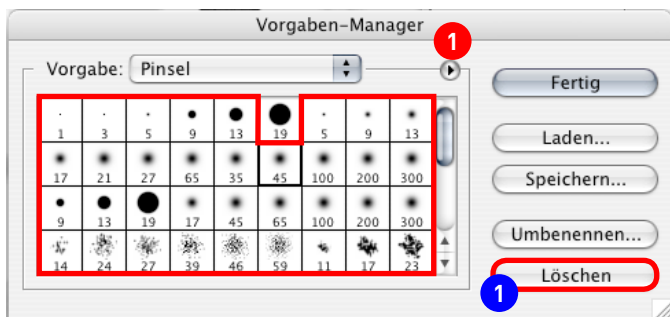 Vorgaben-Manager
1
Vorgabe: Pinsel
1 3 5 9 13 19 5 9 13
17 21 27 65 35 45 100 200 300
9 13 19 17 45 65 100 200 300
14 24 27 39 46 59 11 17 23
Fertig
Laden...
Speichern...
Umbenennen...
Löschen
1